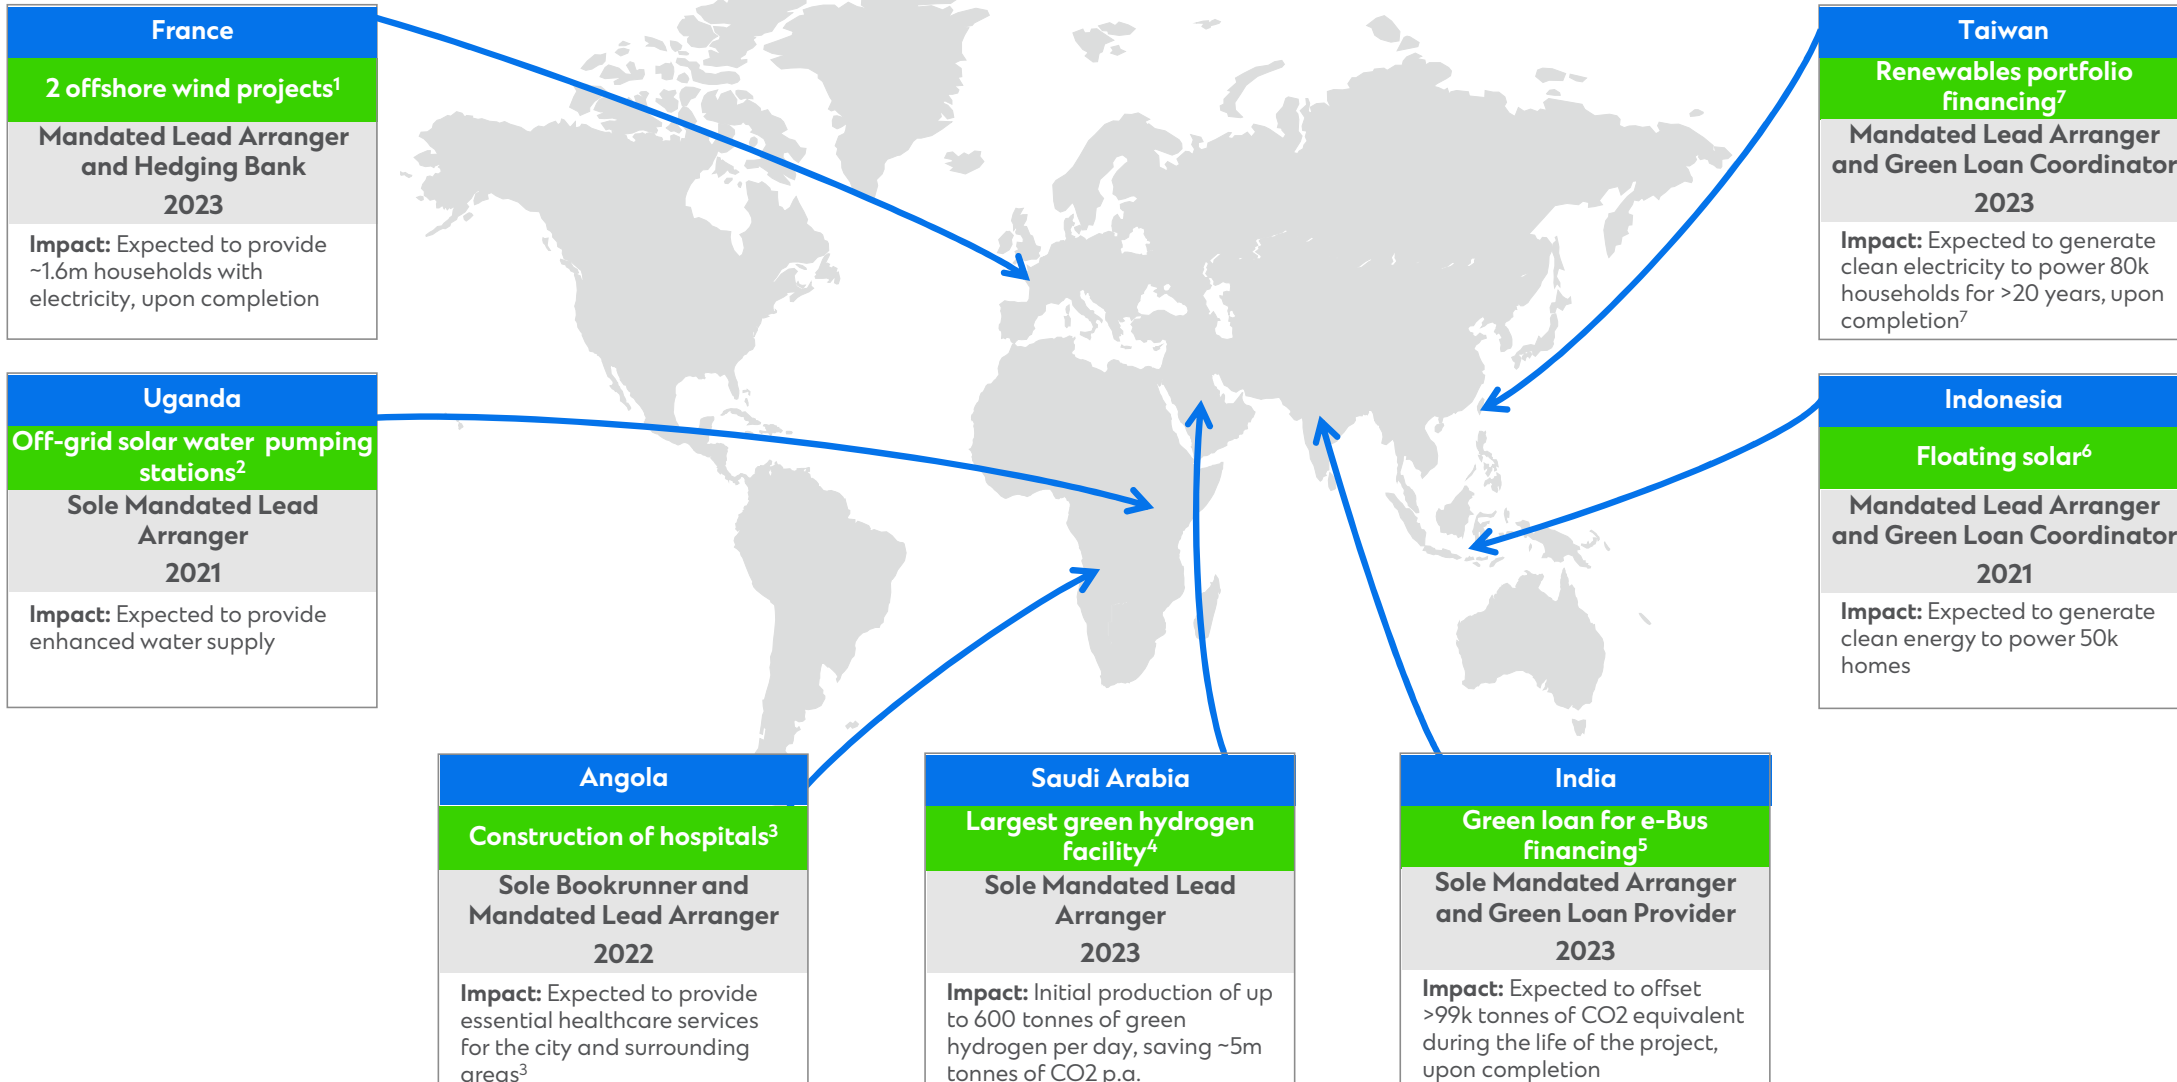 France
2 offshore wind projects¹
Mandated Lead Arranger
and Hedging Bank
2023
Impact: Expected to provide
~1.6m households with
electricity, upon completion
Uganda
Off-grid solar water pumping
stations²
Sole Mandated Lead
Arranger
2021
Impact: Expected to provide
enhanced water supply
Angola
Construction of hospitals³
Sole Bookrunner and
Mandated Lead Arranger
2022
Impact: Expected to provide
essential healthcare services
for the city and surrounding
areas³
Saudi Arabia
Largest green hydrogen
facility⁴
Sole Mandated Lead
Arranger
2023
Impact: Initial production of up
to 600 tonnes of green
hydrogen per day, saving ~5m
tonnes of CO2 p.a.
India
Green loan for e-Bus
financing⁵
Sole Mandated Arranger
and Green Loan Provider
2023
Impact: Expected to offset
>99k tonnes of CO2 equivalent
during the life of the project,
upon completion
Taiwan
Renewables portfolio
financing⁷
Mandated Lead Arranger
and Green Loan Coordinator
2023
Impact: Expected to generate
clean electricity to power 80k
households for >20 years, upon
completion⁷
Indonesia
Floating solar⁶
Mandated Lead Arranger
and Green Loan Coordinator
2021
Impact: Expected to generate
clean energy to power 50k
homes